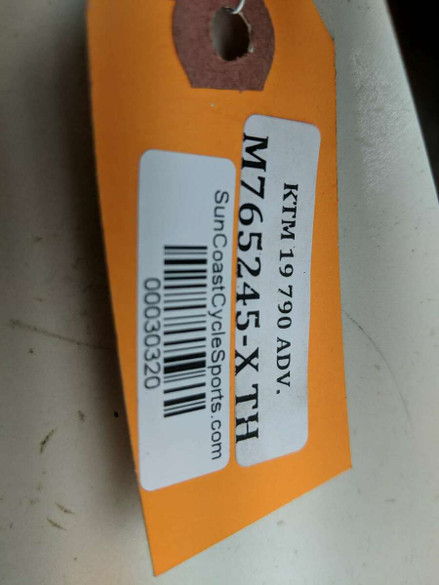 KTM 19 790 ADV.
M765245-X TH
SunCoastCycleSports.com
00030320